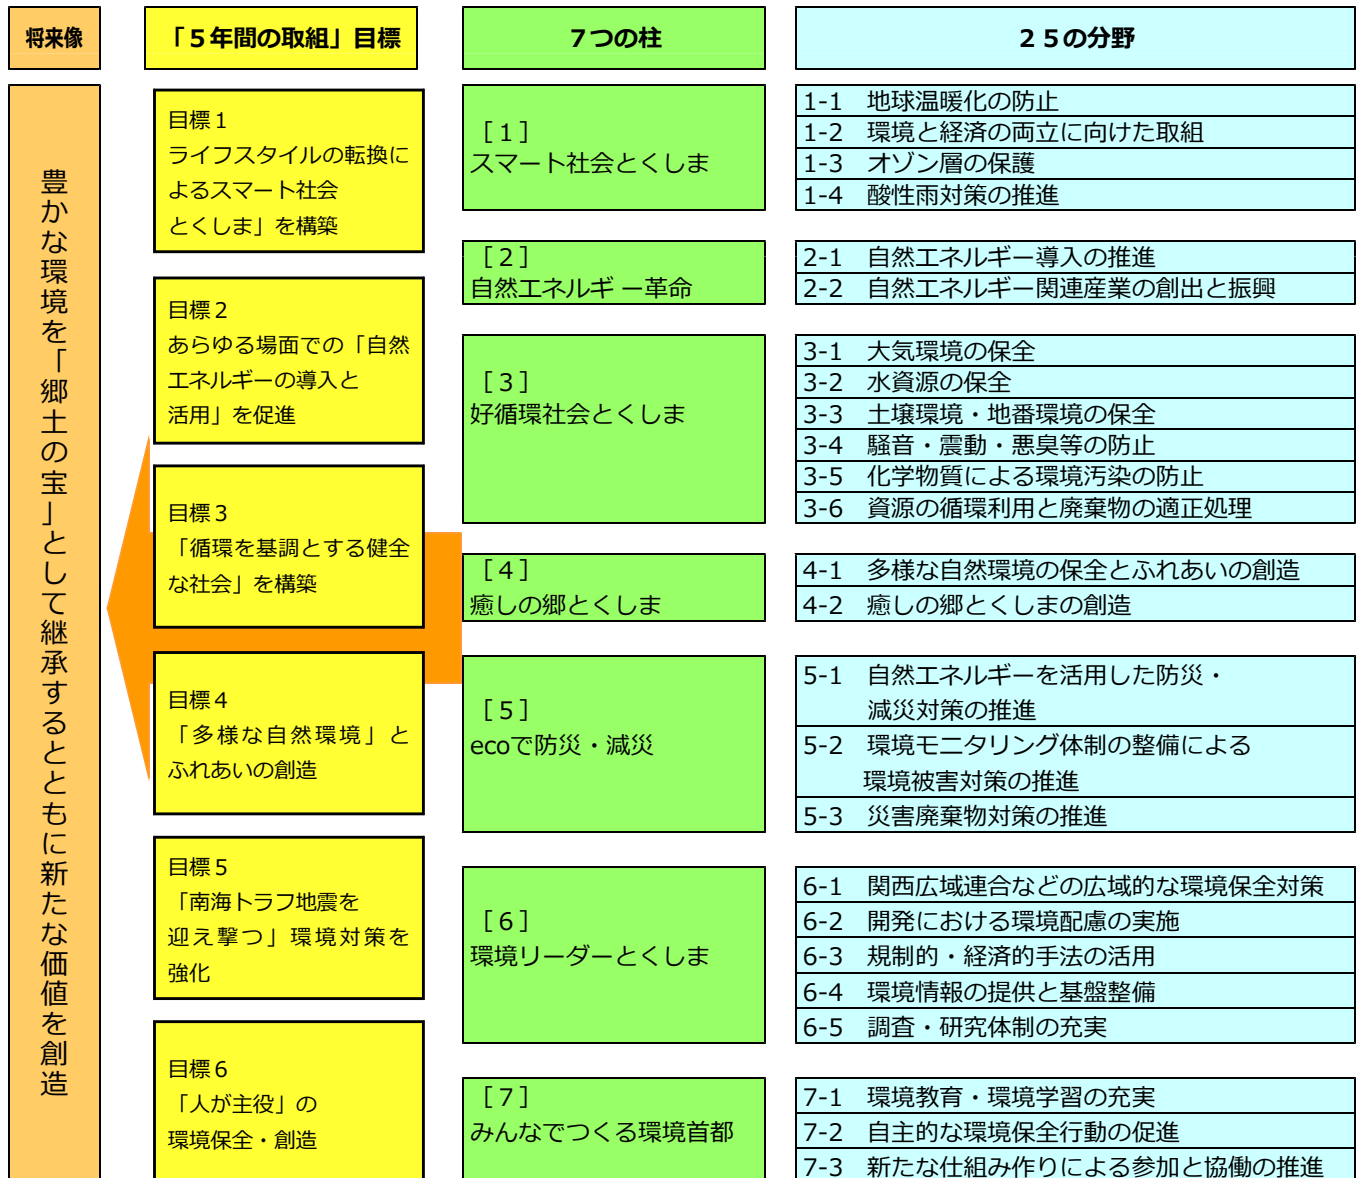 将来像
「５年間の取組」目標
７つの柱
２５の分野
豊かな環境を「郷土の宝」として継承するとともに新たな価値を創造
目標１
ライフスタイルの転換に
よるスマート社会
とくしま」を構築
目標２
あらゆる場面での「自然
エネルギーの導入と
活用」を促進
目標３
「循環を基調とする健全
な社会」を構築
目標４
「多様な自然環境」と
ふれあいの創造
目標５
「南海トラフ地震を
迎え撃つ」環境対策を
強化
目標６
「人が主役」の
環境保全・創造
［１］
スマート社会とくしま
［２］
自然エネルギー革命
［３］
好循環社会とくしま
［４］
癒しの郷とくしま
［５］
ecoで防災・減災
［６］
環境リーダーとくしま
［７］
みんなでつくる環境首都
1-1　地球温暖化の防止
1-2　環境と経済の両立に向けた取組
1-3　オゾン層の保護
1-4　酸性雨対策の推進
2-1　自然エネルギー導入の推進
2-2　自然エネルギー関連産業の創出と振興
3-1　大気環境の保全
3-2　水資源の保全
3-3　土壌環境・地番環境の保全
3-4　騒音・震動・悪臭等の防止
3-5　化学物質による環境汚染の防止
3-6　資源の循環利用と廃棄物の適正処理
4-1　多様な自然環境の保全とふれあいの創造
4-2　癒しの郷とくしまの創造
5-1　自然エネルギーを活用した防災・
減災対策の推進
5-2　環境モニタリング体制の整備による
環境被害対策の推進
5-3　災害廃棄物対策の推進
6-1　関西広域連合などの広域的な環境保全対策
6-2　開発における環境配慮の実施
6-3　規制的・経済的手法の活用
6-4　環境情報の提供と基盤整備
6-5　調査・研究体制の充実
7-1　環境教育・環境学習の充実
7-2　自主的な環境保全行動の促進
7-3　新たな仕組み作りによる参加と協働の推進